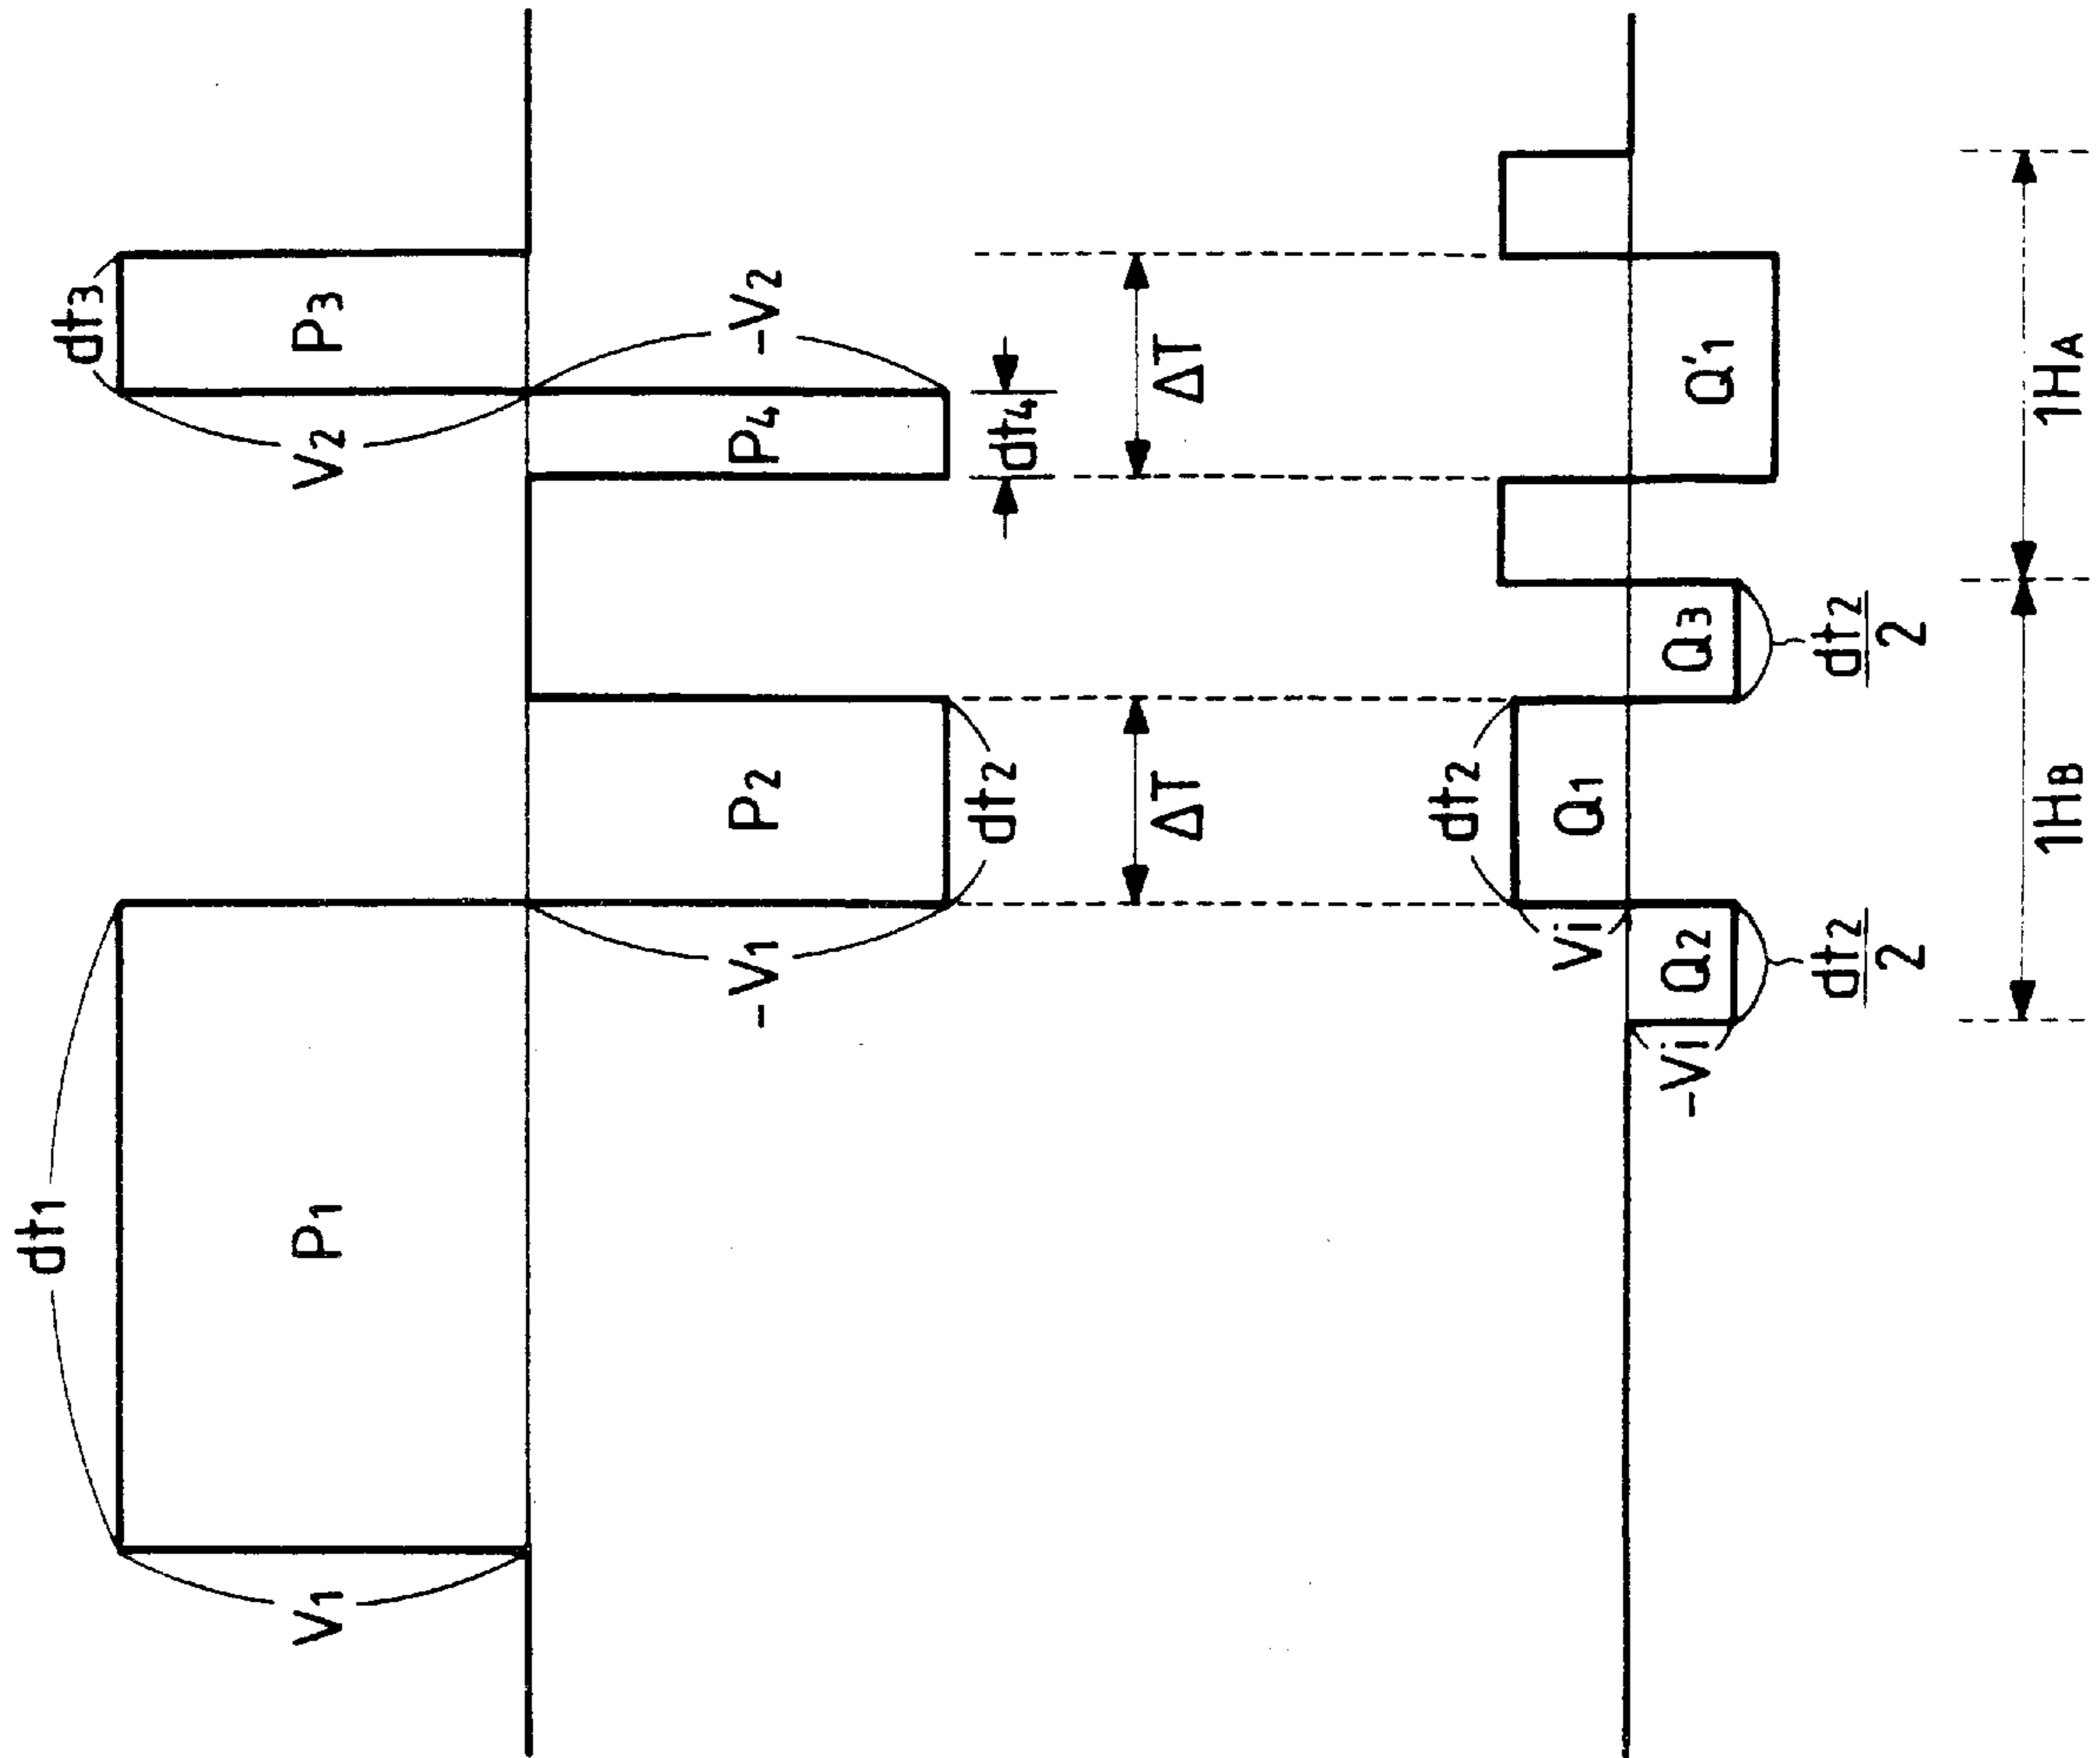 dt₁
dt₃
V₁
P₁
V₂
P₃
-V₁
P₂
P₄
-V₂
dt₂
dt₄
ΔT
ΔT
dt₂
Vi
Q₁
-Vi
Q₂
Q₃
Q'₁
dt₂
2
dt₂
2
1HB
1HA